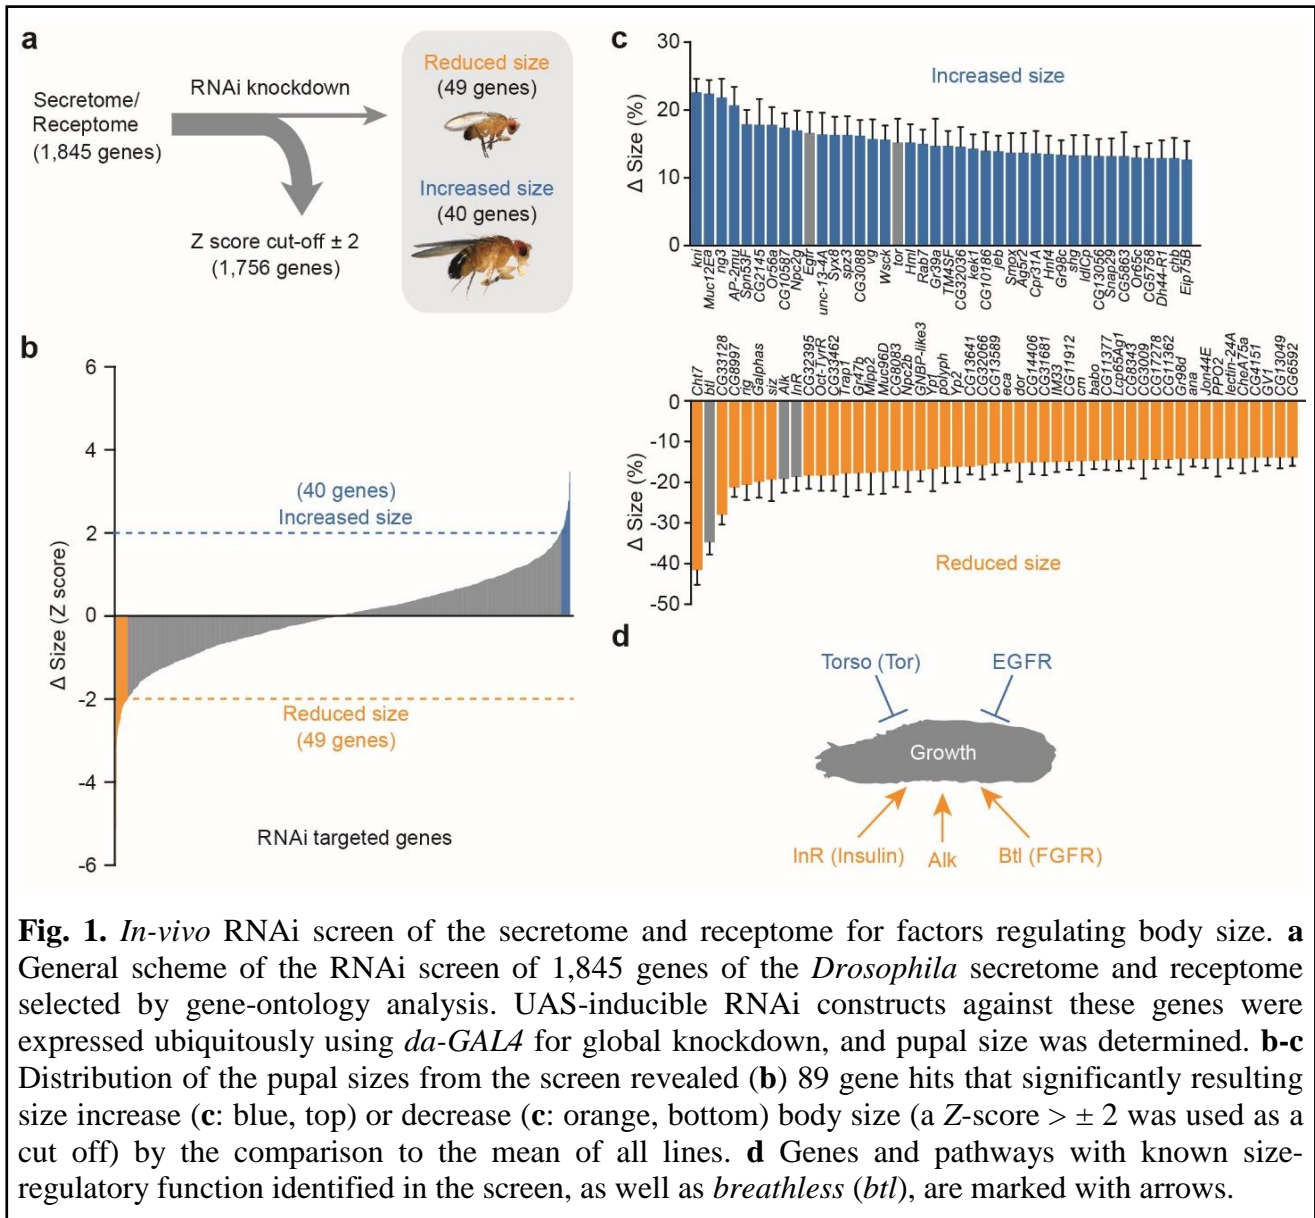 a
Secretome/
Receptome
(1,845 genes)
RNAi knockdown
Z score cut-off ± 2
(1,756 genes)
Reduced size
(49 genes)
Increased size
(40 genes)
b
Δ Size (Z score)
6
4
2
0
-2
-4
-6
(40 genes)
Increased size
Reduced size
(49 genes)
RNAi targeted genes
c
Δ Size (%)
30
20
10
0
Increased size
kni
Muc12Ea
ng3
AP-2mu
Spn53F
CG2145
Or56a
CG10587
Npc2g
Egfr
unc-13-4A
Syx8
spz3
CG3088
vg
Wsck
tor
Hml
Rab7
Gr39a
TM4SF
CG32036
kek1
CG10186
jeb
Smox
Ag5r2
Cpr31A
Hnf4
Gr98c
shg
IdlCp
CG13056
Snap29
CG5863
Or56c
CG5758
Dh44-R1
rhb
Eip75B
Cht7
btl
CG33128
CG8997
ng
Galphas
siz
Alk
InR
CG32395
Oct-TyrR
CG33462
Trap1
Gr47b
Mipp2
Muc96D
CG8083
Npc2b
GNBP-like3
Yp1
polyph
Yp2
CG13641
CG32066
CG13589
eca
dor
CG14406
CG31681
IM33
CG11912
cm
babo
CG11377
Lcp65Ag1
CG8343
CG3009
CG17278
CG11362
Gr98d
ana
Jon44E
PPO2
lectin-24A
CheA75a
CG4151
GV1
CG13049
CG6592
Δ Size (%)
0
-10
-20
-30
-40
-50
Reduced size
d
Torso (Tor)
EGFR
Growth
InR (Insulin)
Alk
Btl (FGFR)
Fig. 1. In-vivo RNAi screen of the secretome and receptome for factors regulating body size. a
General scheme of the RNAi screen of 1,845 genes of the Drosophila secretome and receptome
selected by gene-ontology analysis. UAS-inducible RNAi constructs against these genes were
expressed ubiquitously using da-GAL4 for global knockdown, and pupal size was determined. b-c
Distribution of the pupal sizes from the screen revealed (b) 89 gene hits that significantly resulting
size increase (c: blue, top) or decrease (c: orange, bottom) body size (a Z-score > ± 2 was used as a
cut off) by the comparison to the mean of all lines. d Genes and pathways with known size-
regulatory function identified in the screen, as well as breathless (btl), are marked with arrows.